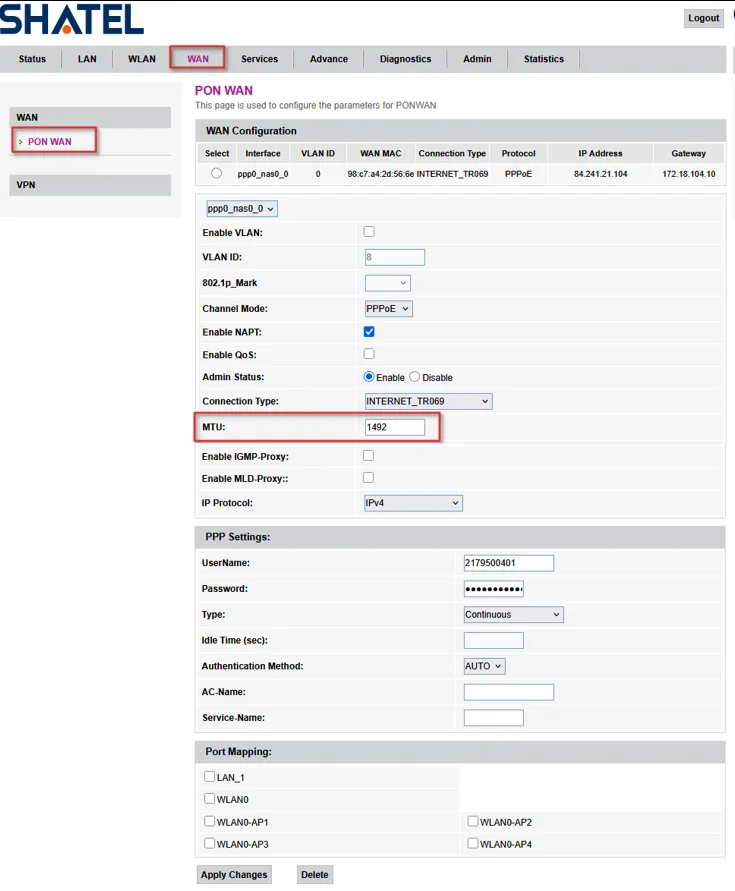 SHATEL
Logout
Status LAN WLAN WAN Services Advance Diagnostics Admin Statistics
WAN
PON WAN
VPN
PON WAN
This page is used to configure the parameters for PONWAN
WAN Configuration
Select Interface VLAN ID WAN MAC Connection Type Protocol IP Address Gateway
ppp0_nas0_0 0 98:c7:a4:2d:56:6e INTERNET_TR069 PPPoE 84.241.21.104 172.18.104.10
ppp0_nas0_0
Enable VLAN:
VLAN ID: 8
802.1p_Mark
Channel Mode: PPPoE
Enable NAPT:
Enable QoS:
Admin Status: Enable Disable
Connection Type: INTERNET_TR069
MTU: 1492
Enable IGMP-Proxy:
Enable MLD-Proxy::
IP Protocol: IPv4
PPP Settings:
UserName: 2179500401
Password:
Type: Continuous
Idle Time (sec):
Authentication Method: AUTO
AC-Name:
Service-Name:
Port Mapping:
LAN_1
WLAN0
WLAN0-AP1 WLAN0-AP2
WLAN0-AP3 WLAN0-AP4
Apply Changes Delete